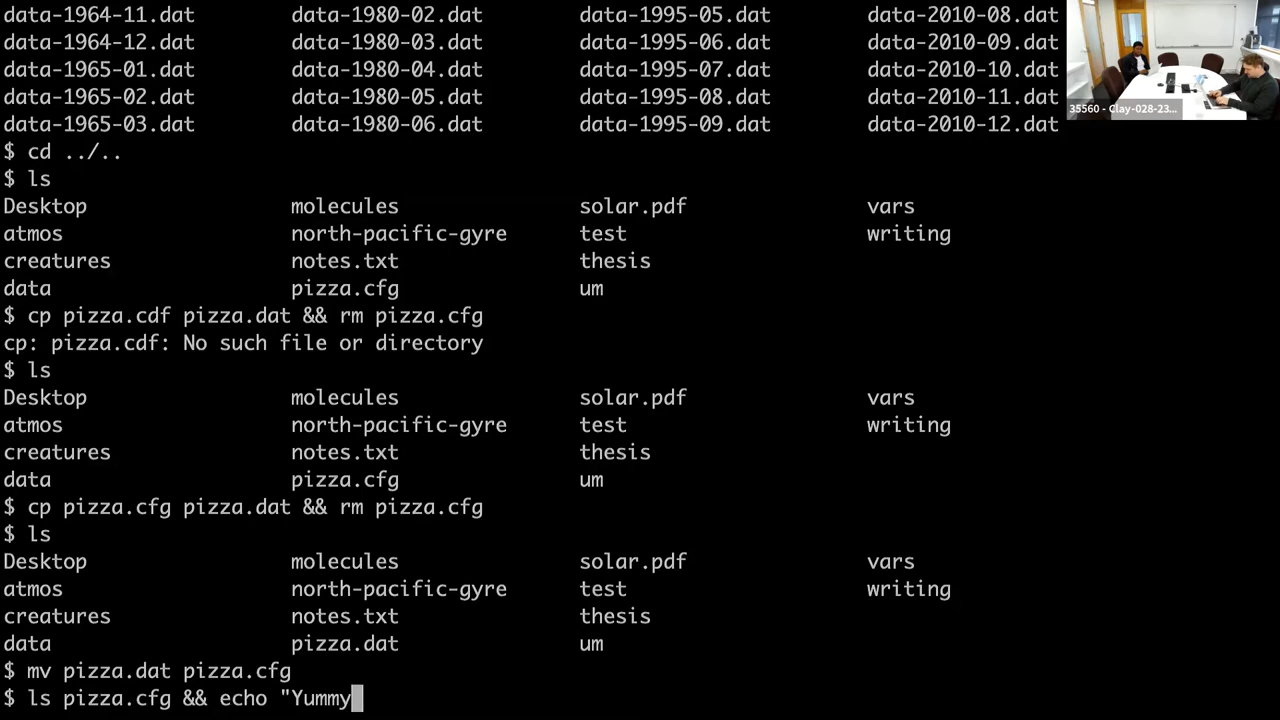 data-1964-11.dat data-1980-02.dat data-1995-05.dat data-2010-08.dat
data-1964-12.dat data-1980-03.dat data-1995-06.dat data-2010-09.dat
data-1965-01.dat data-1980-04.dat data-1995-07.dat data-2010-10.dat
data-1965-02.dat data-1980-05.dat data-1995-08.dat data-2010-11.dat
data-1965-03.dat data-1980-06.dat data-1995-09.dat data-2010-12.dat
35560 - Clay-028-23...
$ cd ../..
$ ls
Desktop molecules solar.pdf vars
atmos north-pacific-gyre test writing
creatures notes.txt thesis
data pizza.cfg um
$ cp pizza.cdf pizza.dat && rm pizza.cfg
cp: pizza.cdf: No such file or directory
$ ls
Desktop molecules solar.pdf vars
atmos north-pacific-gyre test writing
creatures notes.txt thesis
data pizza.cfg um
$ cp pizza.cfg pizza.dat && rm pizza.cfg
$ ls
Desktop molecules solar.pdf vars
atmos north-pacific-gyre test writing
creatures notes.txt thesis
data pizza.dat um
$ mv pizza.dat pizza.cfg
$ ls pizza.cfg && echo "Yummy